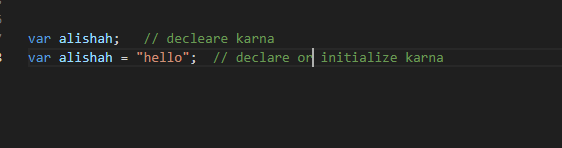 var alishah;   // decleare karna
var alishah = "hello";  // declare or initialize karna